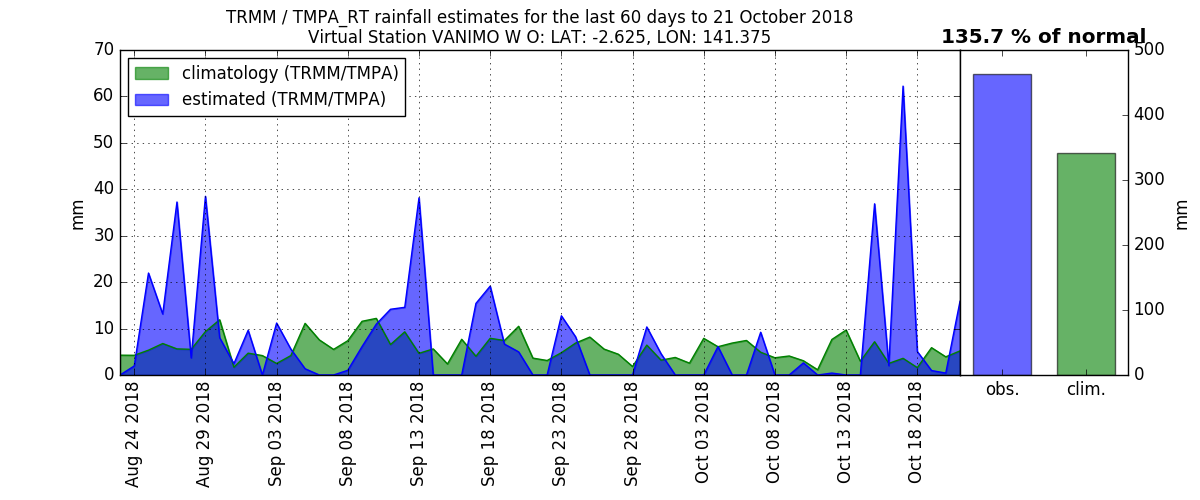 TRMM / TMPA_RT rainfall estimates for the last 60 days to 21 October 2018
Virtual Station VANIMO W O: LAT: -2.625, LON: 141.375
135.7 % of normal
climatology (TRMM/TMPA)
estimated (TRMM/TMPA)
mm
70
60
50
40
30
20
10
0
Aug 24 2018
Aug 29 2018
Sep 03 2018
Sep 08 2018
Sep 13 2018
Sep 18 2018
Sep 23 2018
Sep 28 2018
Oct 03 2018
Oct 08 2018
Oct 13 2018
Oct 18 2018
obs.
clim.
500
400
300
200
100
0
mm